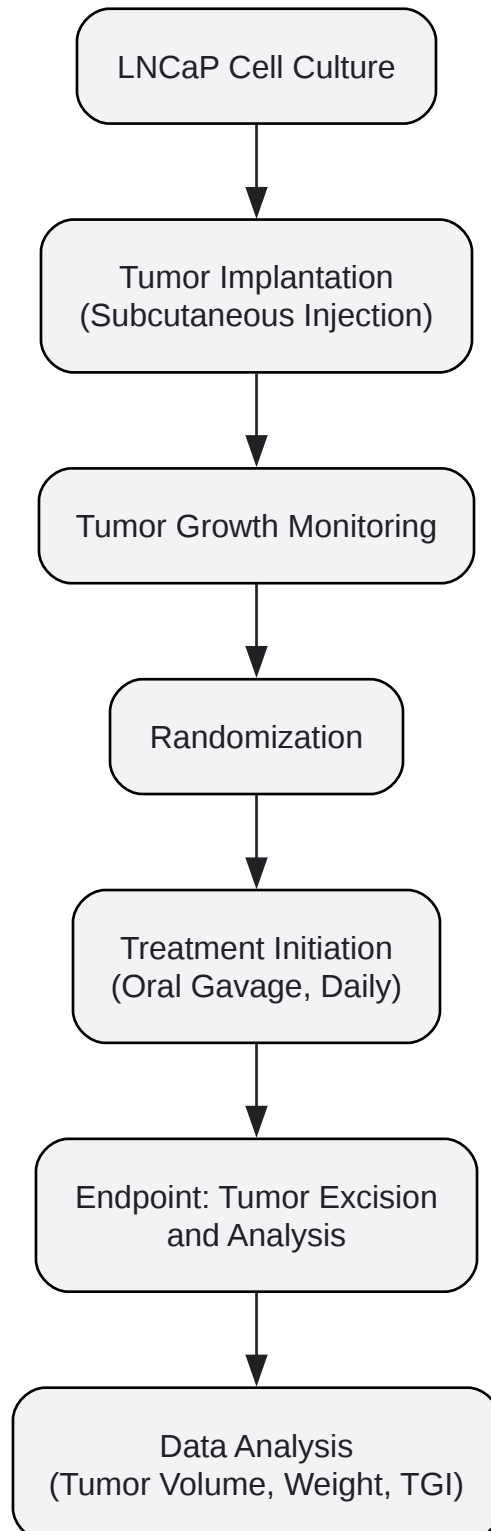 LNCaP Cell Culture
Tumor Implantation
(Subcutaneous Injection)
Tumor Growth Monitoring
Randomization
Treatment Initiation
(Oral Gavage, Daily)
Endpoint: Tumor Excision
and Analysis
Data Analysis
(Tumor Volume, Weight, TGI)